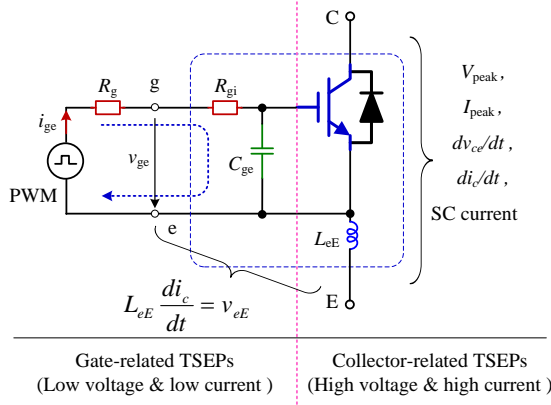 C
R_g
g
R_gi
i_ge
v_ge
C_ge
PWM
e
L_eE
E
V_peak,
I_peak,
dv_ce/dt,
di_c/dt,
SC current
L_eE di_c/dt = v_eE
Gate-related TSEPs
(Low voltage & low current )
Collector-related TSEPs
(High voltage & high current )